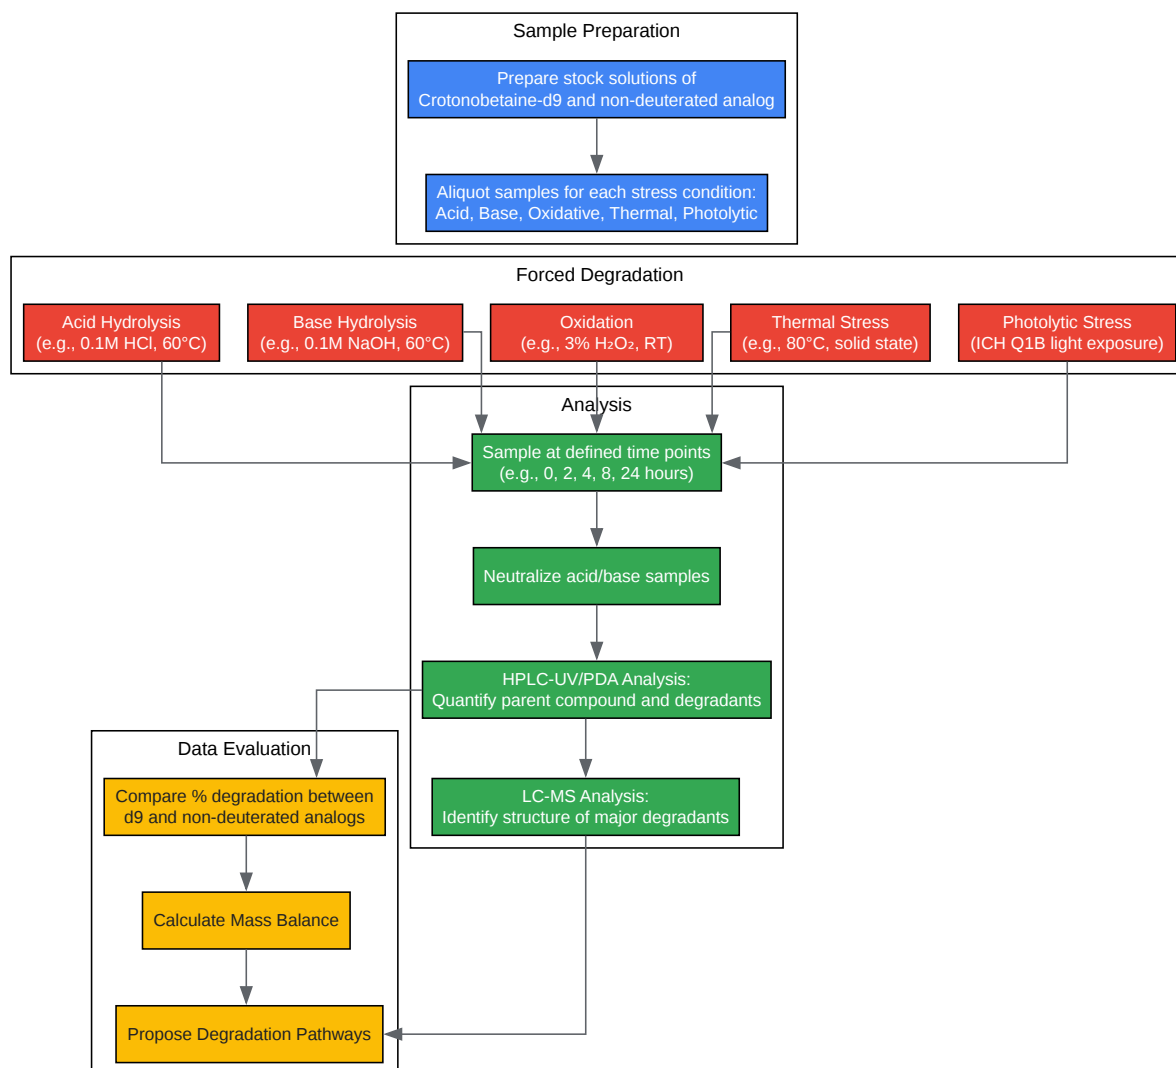 Sample Preparation
Prepare stock solutions of
Crotonobetaine-d9 and non-deuterated analog
Aliquot samples for each stress condition:
Acid, Base, Oxidative, Thermal, Photolytic
Forced Degradation
Acid Hydrolysis
(e.g., 0.1M HCl, 60°C)
Base Hydrolysis
(e.g., 0.1M NaOH, 60°C)
Oxidation
(e.g., 3% H₂O₂, RT)
Thermal Stress
(e.g., 80°C, solid state)
Photolytic Stress
(ICH Q1B light exposure)
Analysis
Sample at defined time points
(e.g., 0, 2, 4, 8, 24 hours)
Neutralize acid/base samples
HPLC-UV/PDA Analysis:
Quantify parent compound and degradants
LC-MS Analysis:
Identify structure of major degradants
Data Evaluation
Compare % degradation between
d9 and non-deuterated analogs
Calculate Mass Balance
Propose Degradation Pathways